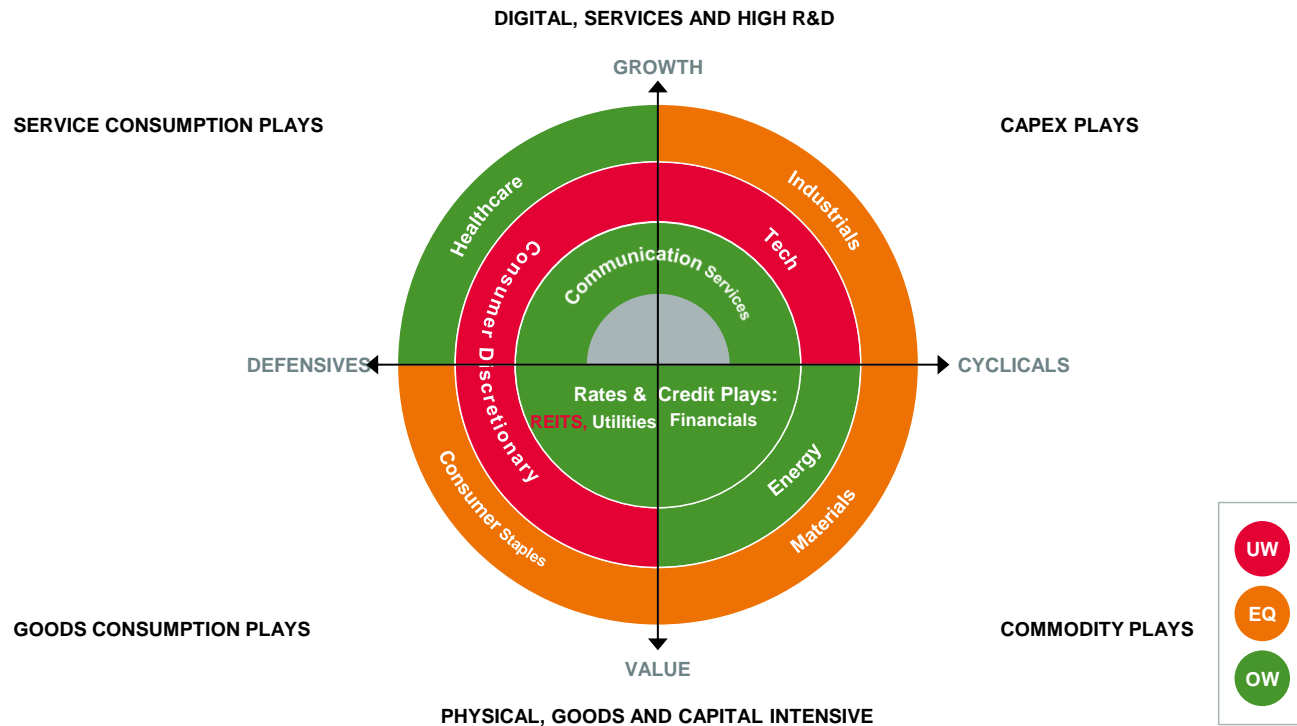 DIGITAL, SERVICES AND HIGH R&D
GROWTH
SERVICE CONSUMPTION PLAYS
CAPEX PLAYS
Healthcare
Industrials
Consumer Discretionary
Tech
Communication Services
DEFENSIVES
CYCLICALS
Rates & Credit Plays:
REITS, Utilities Financials
Consumer Staples
Energy
Materials
UW
EQ
OW
GOODS CONSUMPTION PLAYS
COMMODITY PLAYS
VALUE
PHYSICAL, GOODS AND CAPITAL INTENSIVE